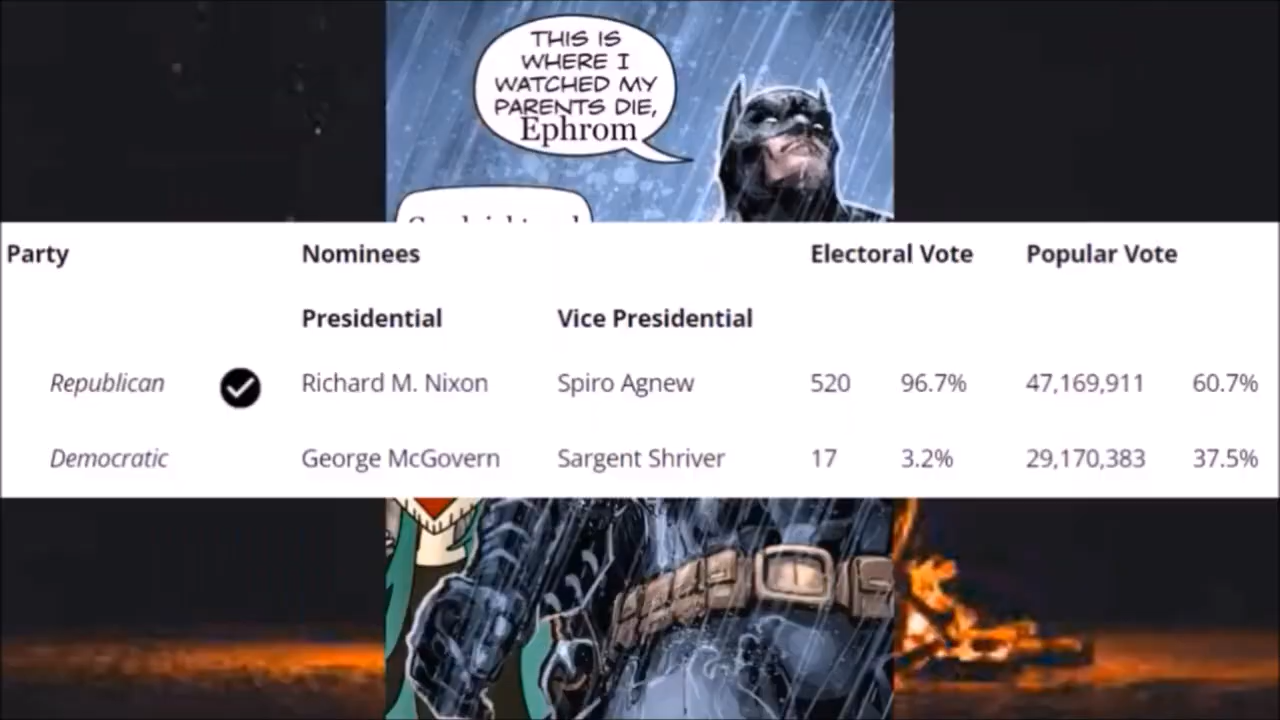 THIS IS
WHERE I
WATCHED MY
PARENTS DIE,
Ephrom
Party Nominees Electoral Vote Popular Vote
Presidential Vice Presidential
Republican Richard M. Nixon Spiro Agnew 520 96.7% 47,169,911 60.7%
Democratic George McGovern Sargent Shriver 17 3.2% 29,170,383 37.5%